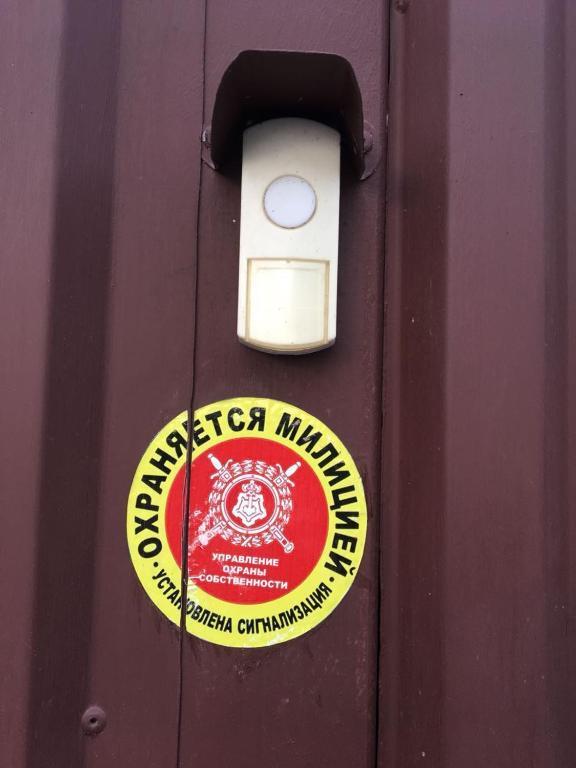 ОХРАНЯЕТСЯ МИЛИЦИЕЙ
УПРАВЛЕНИЕ
ОХРАНЫ
СОБСТВЕННОСТИ
· УСТАНОВЛЕНА СИГНАЛИЗАЦИЯ ·